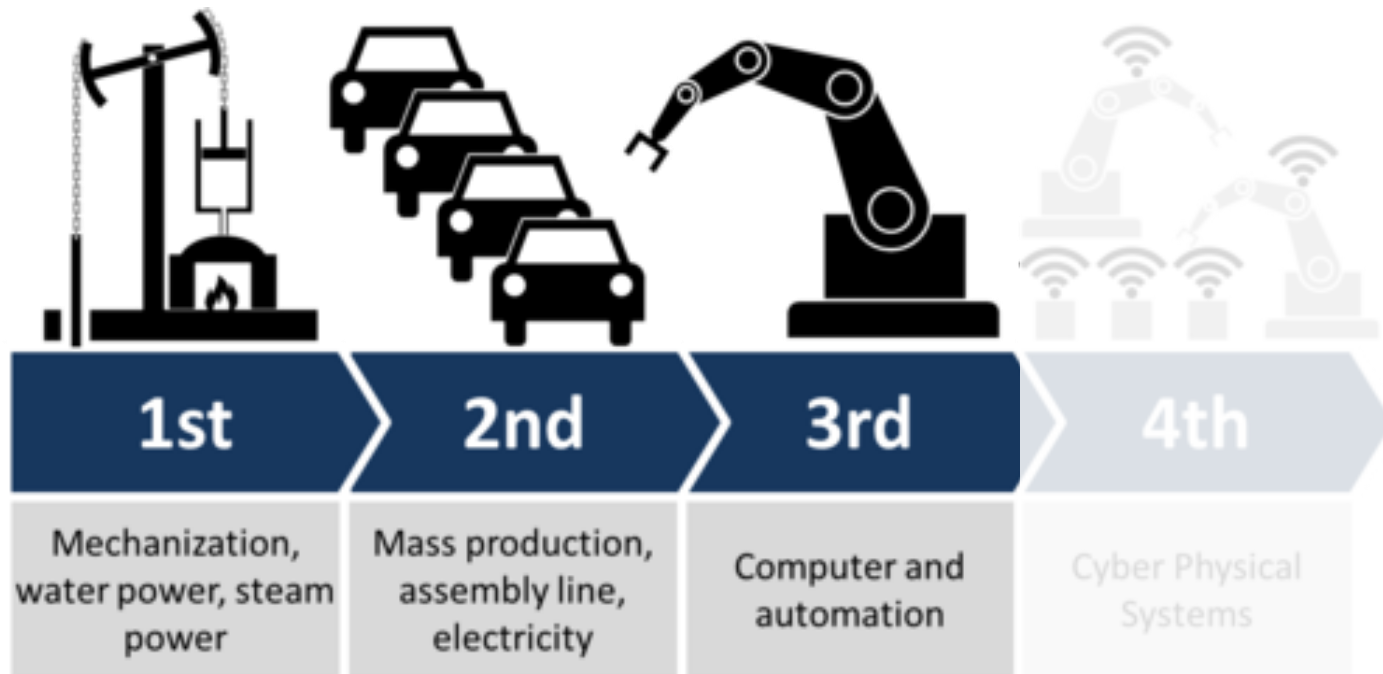 1st
2nd
3rd
4th
Mechanization,
water power, steam
power
Mass production,
assembly line,
electricity
Computer and
automation
Cyber Physical
Systems